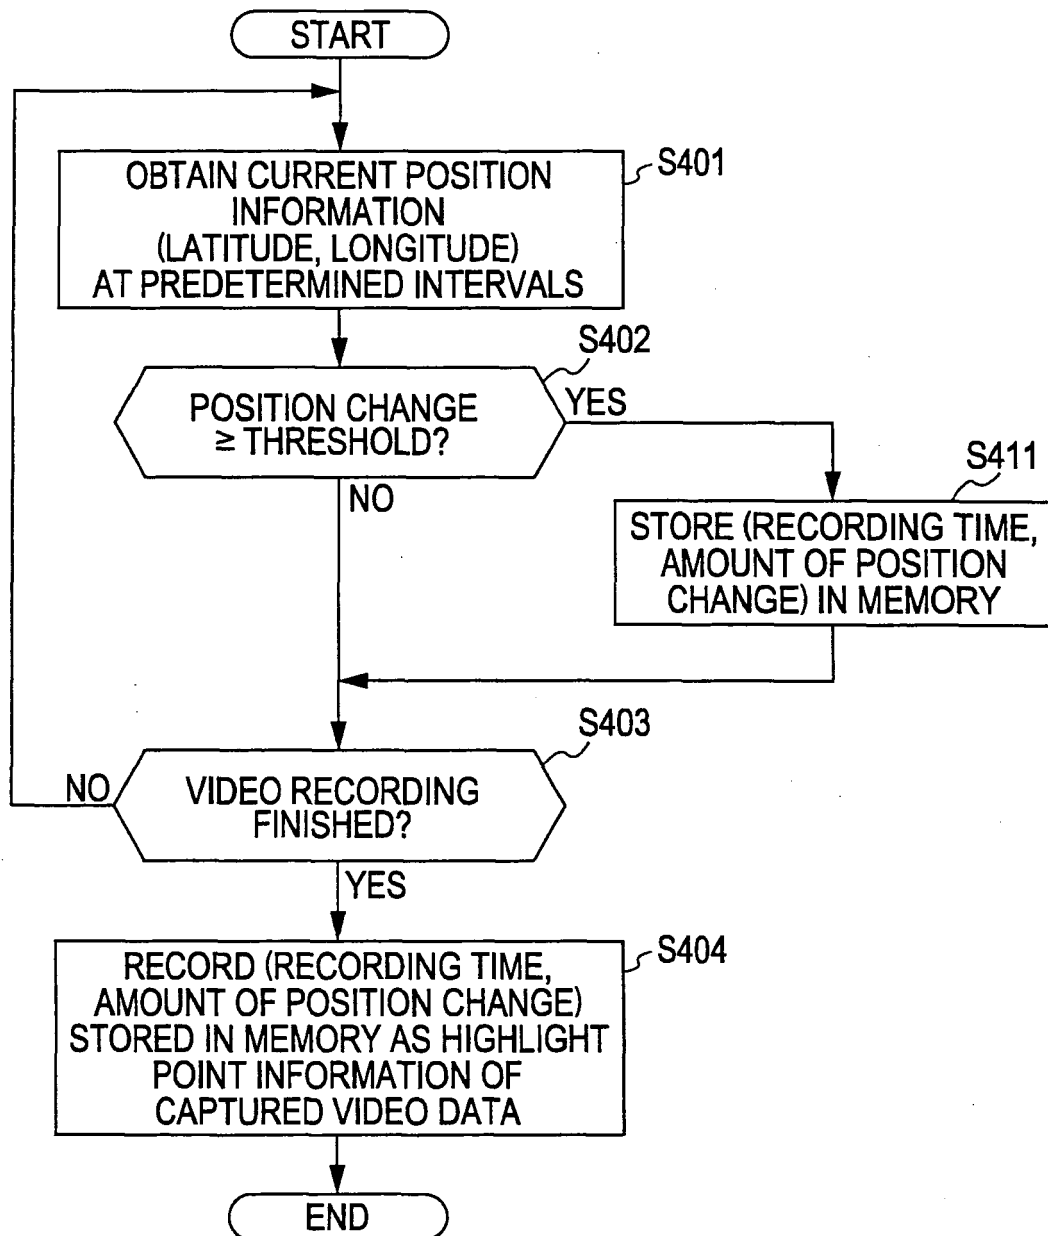 START
OBTAIN CURRENT POSITION
INFORMATION
(LATITUDE, LONGITUDE)
AT PREDETERMINED INTERVALS
S401
S402
POSITION CHANGE
≥ THRESHOLD?
YES
NO
S411
STORE (RECORDING TIME,
AMOUNT OF POSITION
CHANGE) IN MEMORY
S403
VIDEO RECORDING
FINISHED?
NO
YES
S404
RECORD (RECORDING TIME,
AMOUNT OF POSITION CHANGE)
STORED IN MEMORY AS HIGHLIGHT
POINT INFORMATION OF
CAPTURED VIDEO DATA
END